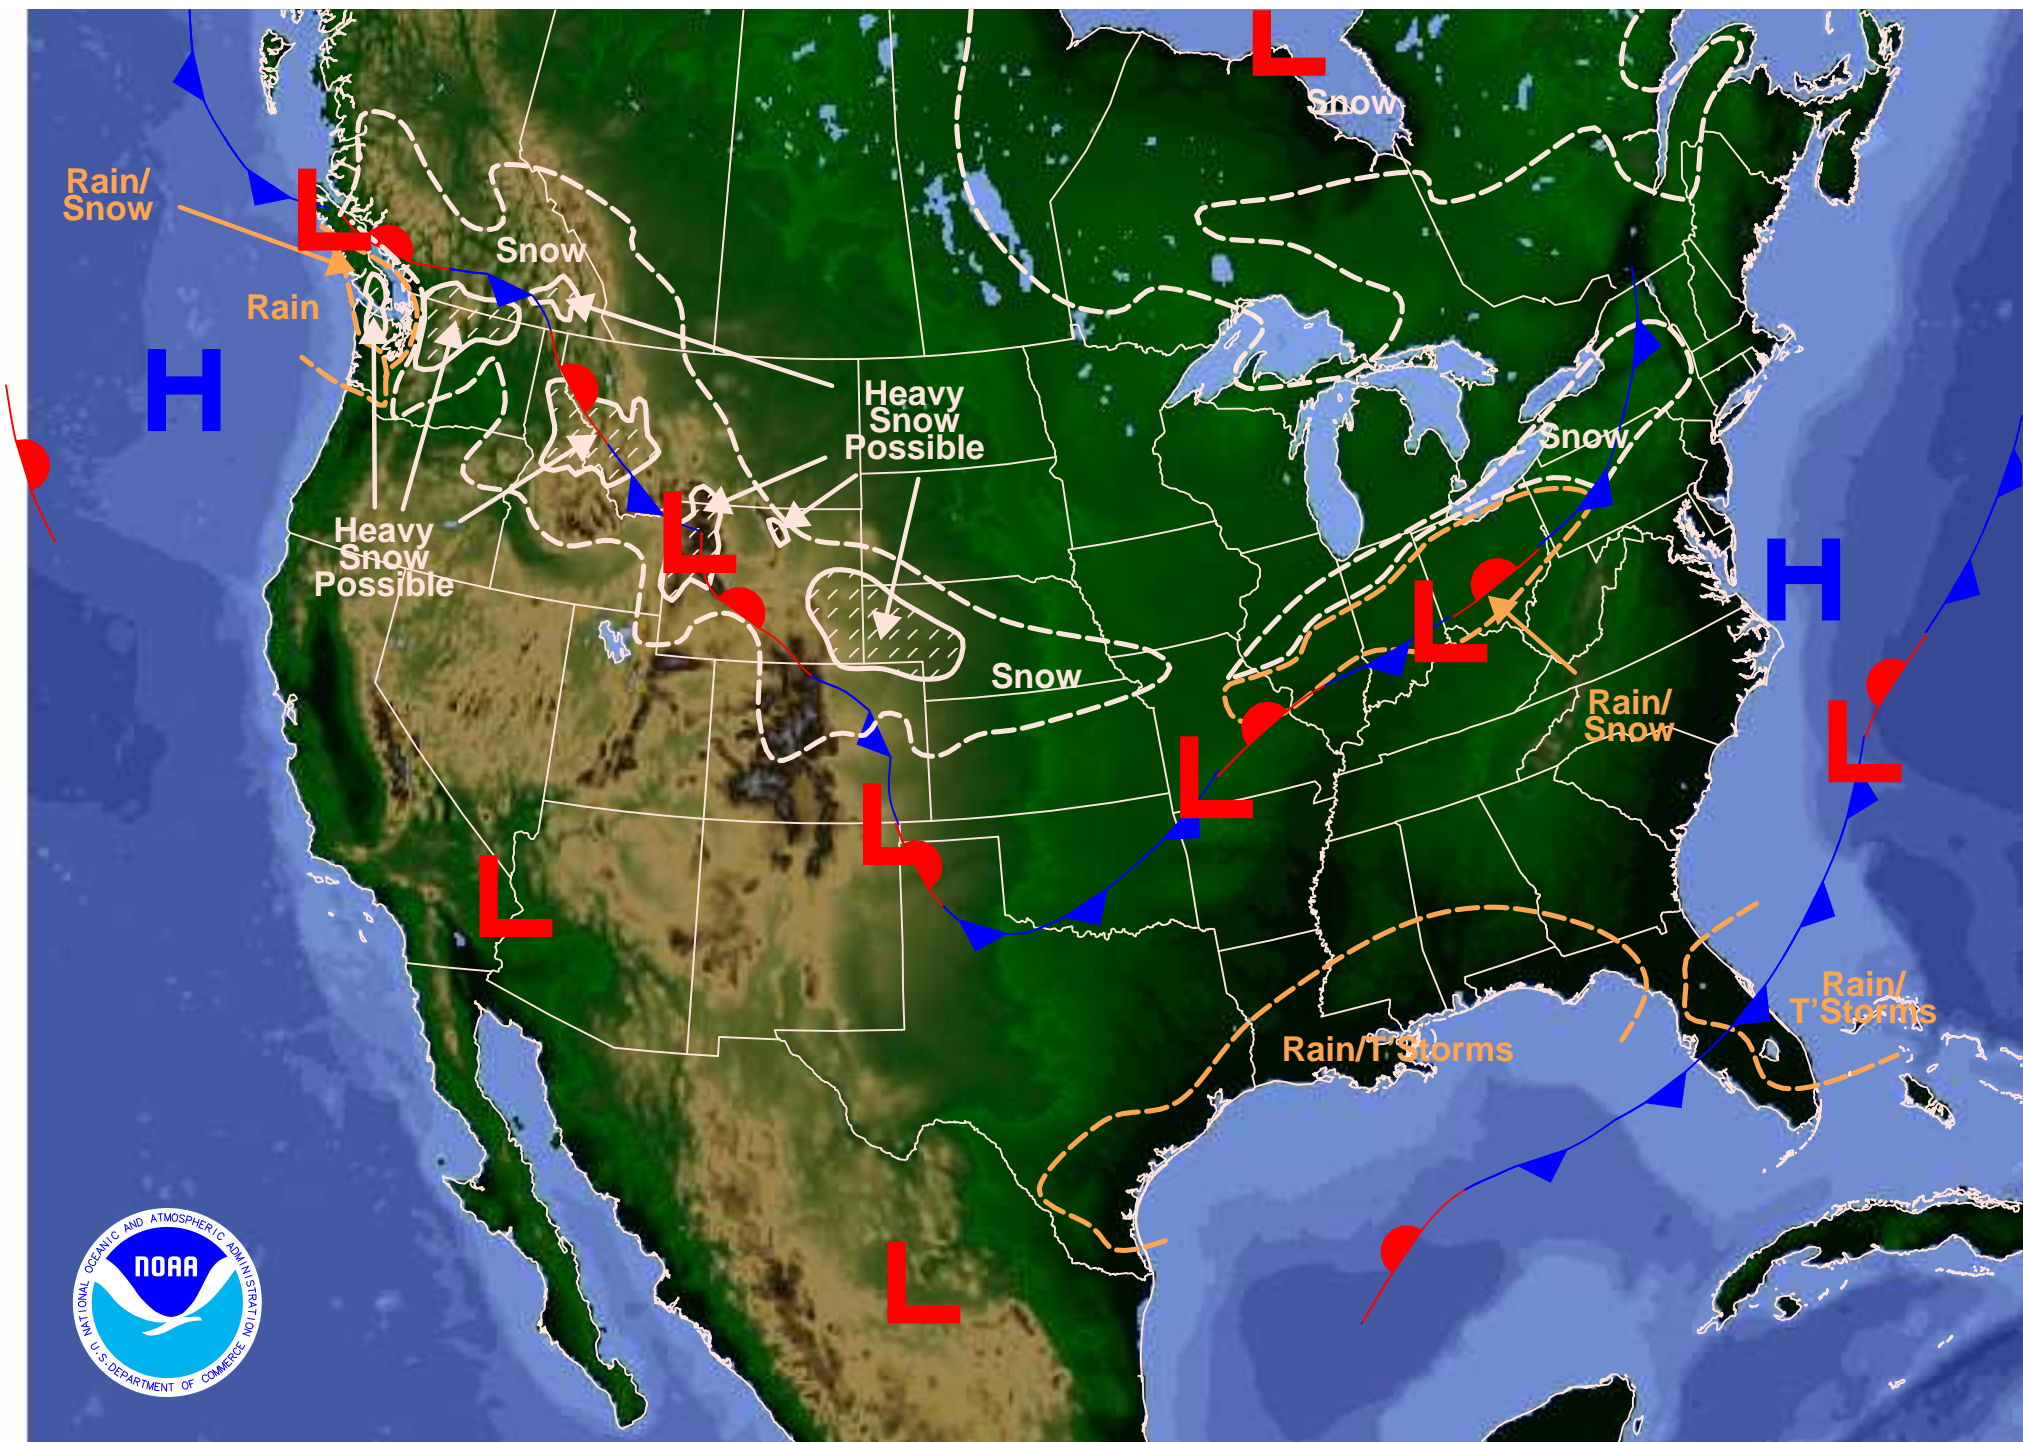 L
Snow
Rain/
Snow
L
Snow
Rain
H
Heavy
Snow
Possible
Snow
L
Heavy
Snow
Possible
H
L
Snow
Rain/
Snow
L
L
L
L
Rain/
T'Storms
Rain/T'Storms
L
NOAA
NATIONAL OCEANIC AND ATMOSPHERIC ADMINISTRATION
U.S. DEPARTMENT OF COMMERCE